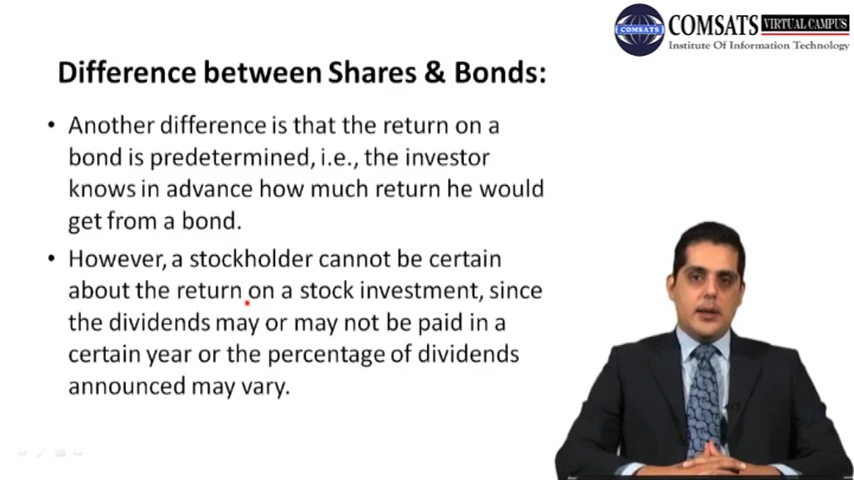 COMSATS VIRTUAL CAMPUS
COMSATS
Institute Of Information Technology
Difference between Shares & Bonds:
• Another difference is that the return on a
bond is predetermined, i.e., the investor
knows in advance how much return he would
get from a bond.
• However, a stockholder cannot be certain
about the return on a stock investment, since
the dividends may or may not be paid in a
certain year or the percentage of dividends
announced may vary.